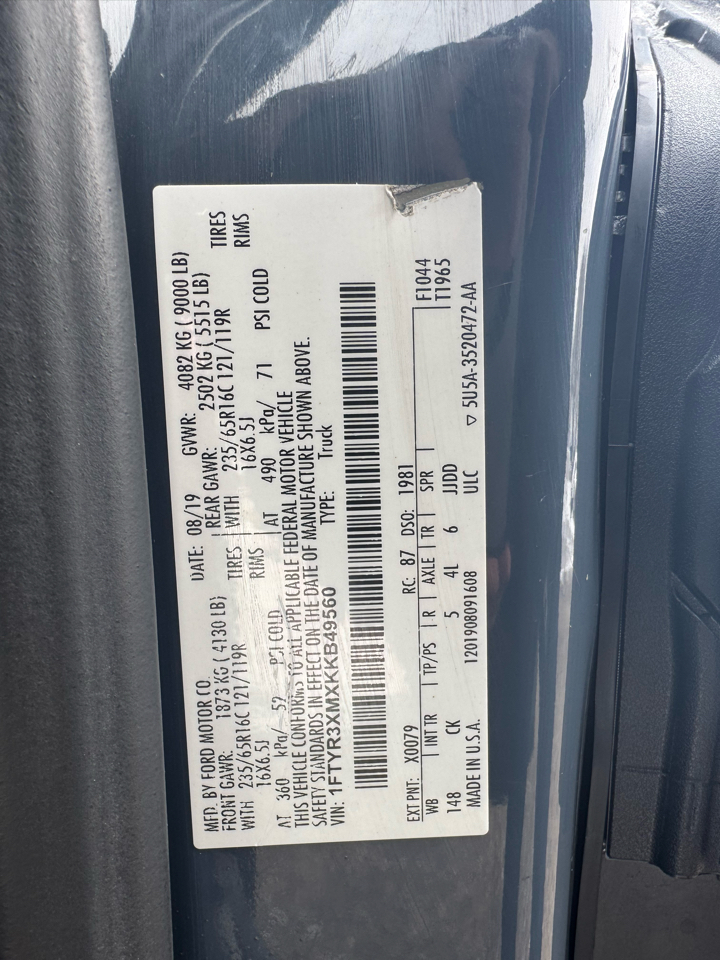 MFD. BY FORD MOTOR CO.
DATE: 08/19 GVWR: 4082 KG ( 9000 LB)
FRONT GAWR: 1873 KG ( 4130 LB) REAR GAWR: 2502 KG ( 5515 LB)
WITH 235/65R16C 121/119R TIRES WITH 235/65R16C 121/119R TIRES
16X6.5J RIMS 16X6.5J RIMS
AT 360 kPa/ 52 PSI COLD AT 490 kPa/ 71 PSI COLD
THIS VEHICLE CONFORMS TO ALL APPLICABLE FEDERAL MOTOR VEHICLE
SAFETY STANDARDS IN EFFECT ON THE DATE OF MANUFACTURE SHOWN ABOVE.
VIN: 1FTYR3XMXKKB49560 TYPE: Truck
EXT PNT: X0079 RC: 87 DSO: 1981 F1044
WB INT TR TP/PS R AXLE TR SPR T1965
148 CK 5 4L 6 JJDD
MADE IN U.S.A. 1201908091608 ULC ▽ 5U5A-3520472-AA